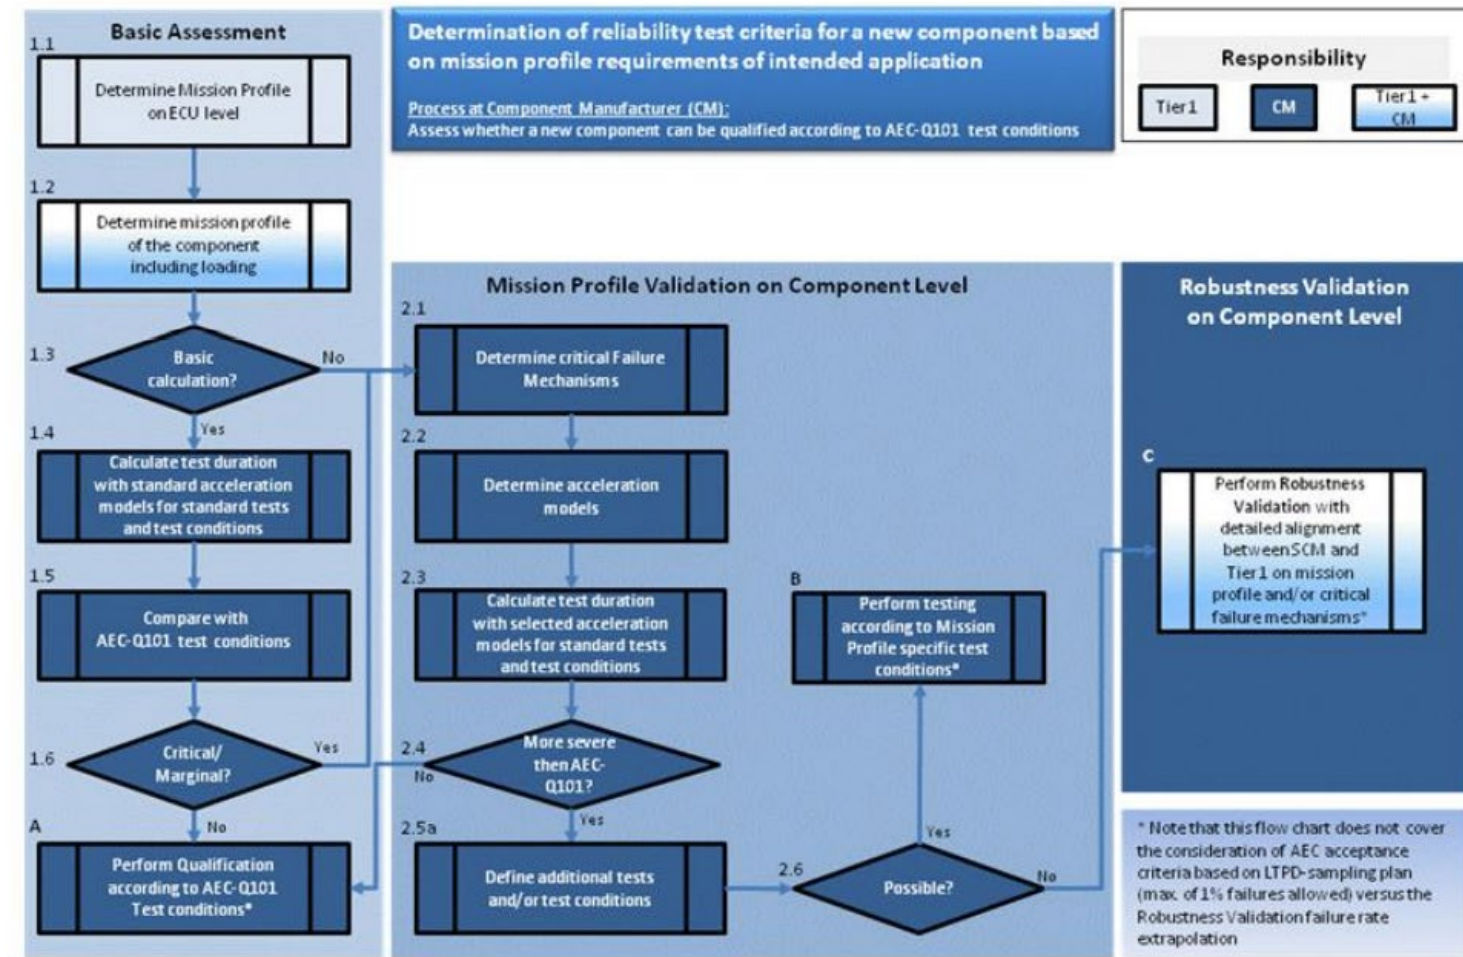 Basic Assessment
1.1
Determine Mission Profile
on ECU level
1.2
Determine mission profile
of the component
including loading
1.3
Basic
calculation?
No
Yes
1.4
Calculate test duration
with standard acceleration
models for standard tests
and test conditions
1.5
Compare with
AEC-Q101 test conditions
1.6
Critical/
Marginal?
Yes
No
A
Perform Qualification
according to AEC-Q101
Test conditions*
Determination of reliability test criteria for a new component based
on mission profile requirements of intended application
Process at Component Manufacturer (CM):
Assess whether a new component can be qualified according to AEC-Q101 test conditions
Responsibility
Tier1
CM
Tier1 +
CM
Mission Profile Validation on Component Level
2.1
Determine critical Failure
Mechanisms
2.2
Determine acceleration
models
2.3
Calculate test duration
with selected acceleration
models for standard tests
and test conditions
2.4
More severe
then AEC-
Q101?
No
Yes
2.5a
Define additional tests
and/or test conditions
2.6
Possible?
Yes
No
B
Perform testing
according to Mission
Profile specific test
conditions*
Robustness Validation
on Component Level
C
Perform Robustness
Validation with
detailed alignment
between SCM and
Tier1 on mission
profile and/or critical
failure mechanisms*
* Note that this flow chart does not cover
the consideration of AEC acceptance
criteria based on LTPD-sampling plan
(max. of 1% failures allowed) versus the
Robustness Validation failure rate
extrapolation